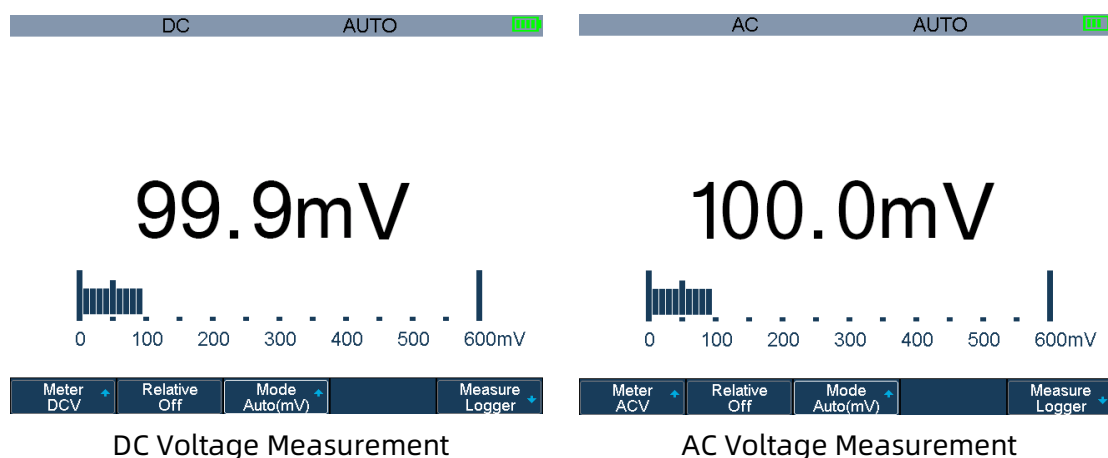 DC AUTO
99.9mV
0 100 200 300 400 500 600mV
Meter DCV Relative Off Mode Auto(mV) Measure Logger
DC Voltage Measurement
AC AUTO
100.0mV
0 100 200 300 400 500 600mV
Meter ACV Relative Off Mode Auto(mV) Measure Logger
AC Voltage Measurement